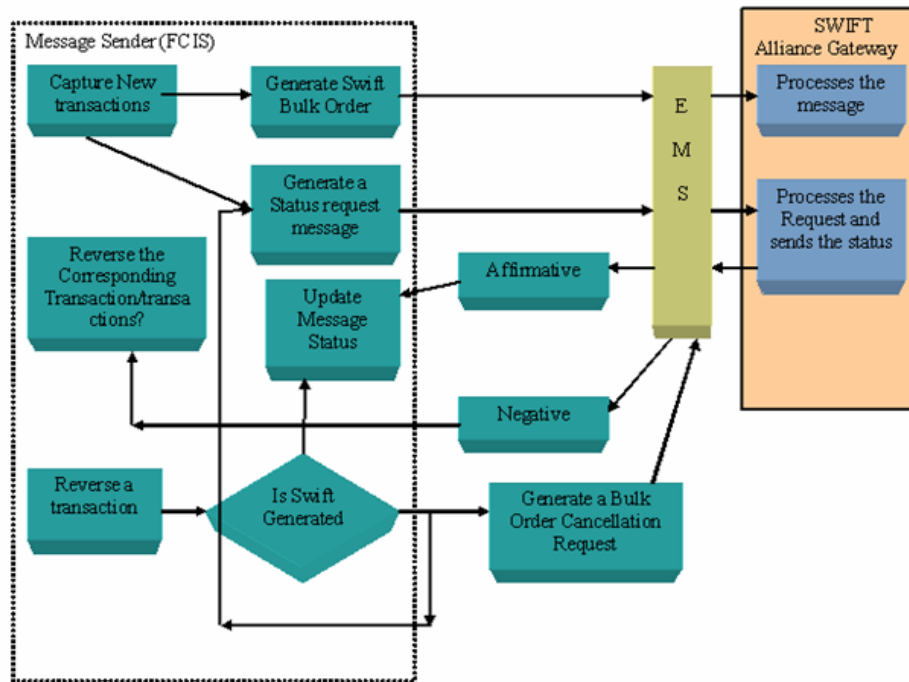 Message Sender (FCIS)
SWIFT
Alliance Gateway
Capture New
transactions
Generate Swift
Bulk Order
E
M
S
Processes the
message
Generate a
Status request
message
Processes the
Request and
sends the status
Reverse the
Corresponding
Transaction/transa
ctions?
Update
Message
Status
Affirmative
Negative
Reverse a
transaction
Is Swift
Generated
Generate a Bulk
Order Cancellation
Request